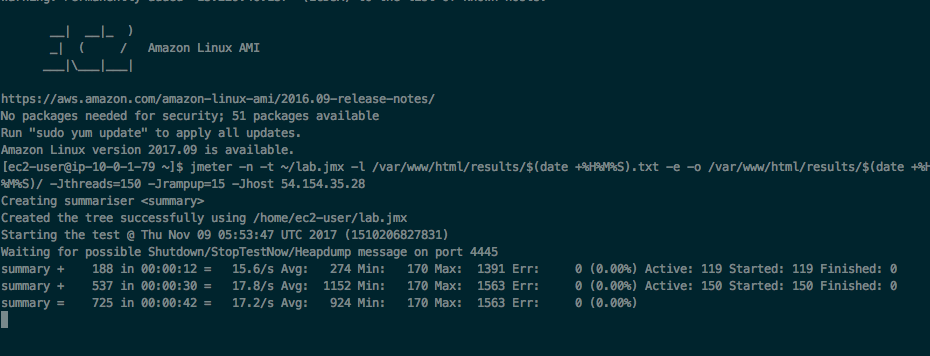 __|  __|_  )
       _|  (     /   Amazon Linux AMI
      ___|\___|___|
https://aws.amazon.com/amazon-linux-ami/2016.09-release-notes/
No packages needed for security; 51 packages available
Run "sudo yum update" to apply all updates.
Amazon Linux version 2017.09 is available.
[ec2-user@ip-10-0-1-79 ~]$ jmeter -n -t ~/lab.jmx -l /var/www/html/results/$(date +%H%M%S).txt -e -o /var/www/html/results/$(date +%H
%M%S)/ -Jthreads=150 -Jrampup=15 -Jhost 54.154.35.28
Creating summariser <summary>
Created the tree successfully using /home/ec2-user/lab.jmx
Starting the test @ Thu Nov 09 05:53:47 UTC 2017 (1510206827831)
Waiting for possible Shutdown/StopTestNow/Heapdump message on port 4445
summary +    188 in 00:00:12 =   15.6/s Avg:   274 Min:   170 Max:  1391 Err:     0 (0.00%) Active: 119 Started: 119 Finished: 0
summary +    537 in 00:00:30 =   17.8/s Avg:  1152 Min:   170 Max:  1563 Err:     0 (0.00%) Active: 150 Started: 150 Finished: 0
summary =    725 in 00:00:42 =   17.2/s Avg:   924 Min:   170 Max:  1563 Err:     0 (0.00%)